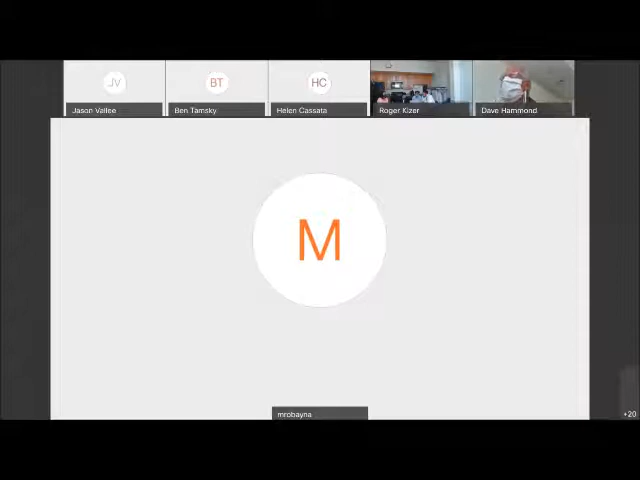 JV
BT
HC
Jason Vallee
Ben Tamsky
Helen Cassata
Roger Kizer
Dave Hammond
M
mrobayna
+20